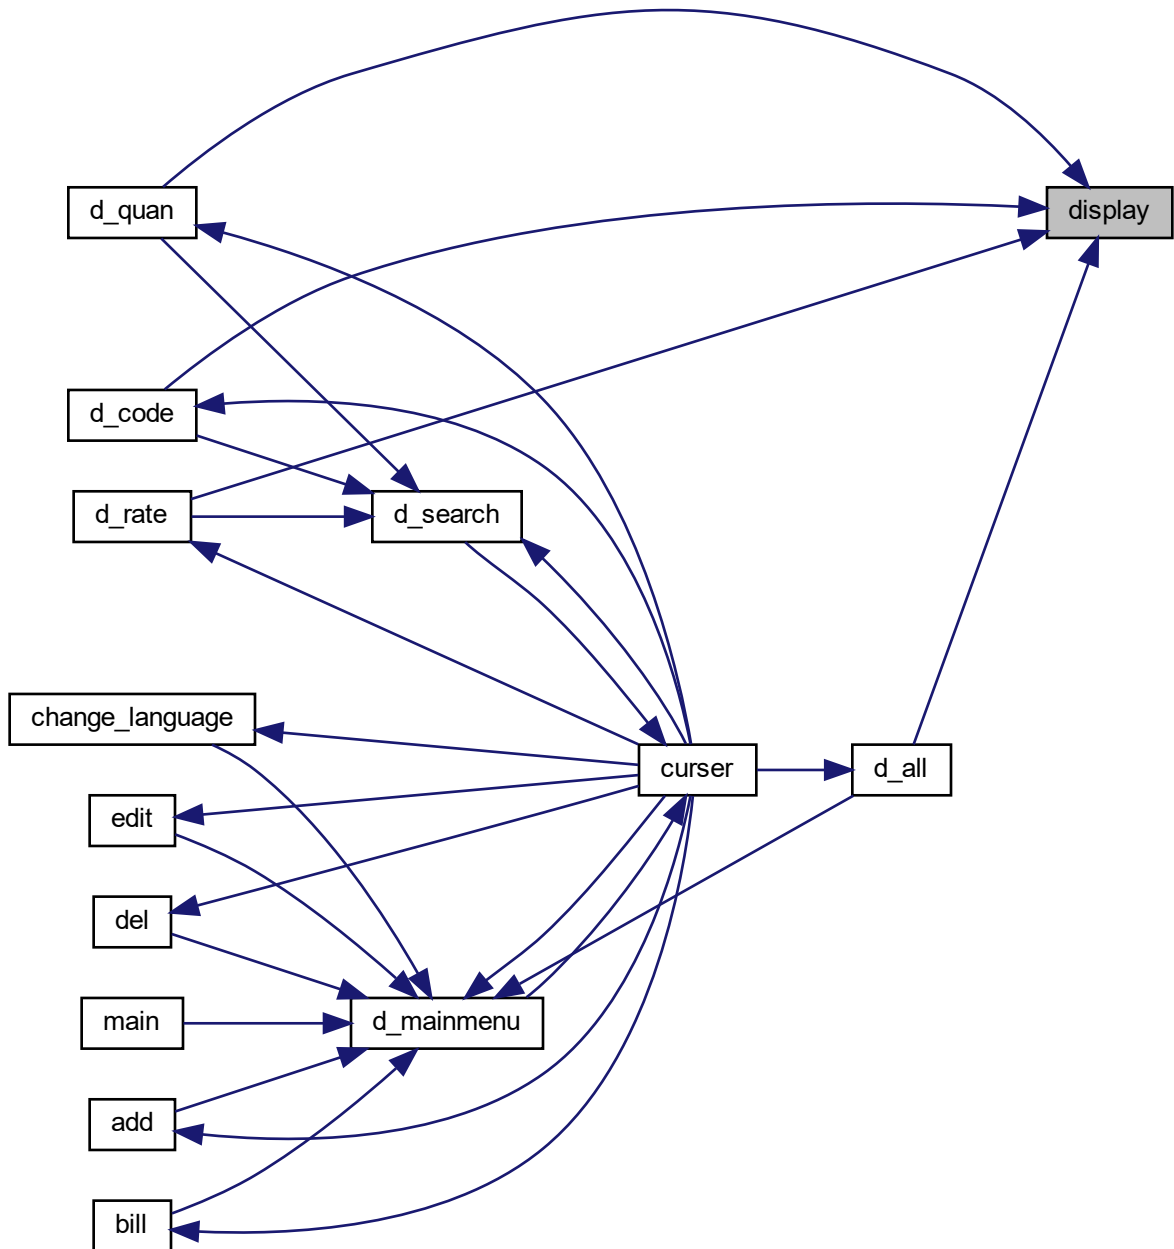 d_quan
display
d_code
d_rate
d_search
change_language
curser
d_all
edit
del
main
d_mainmenu
add
bill